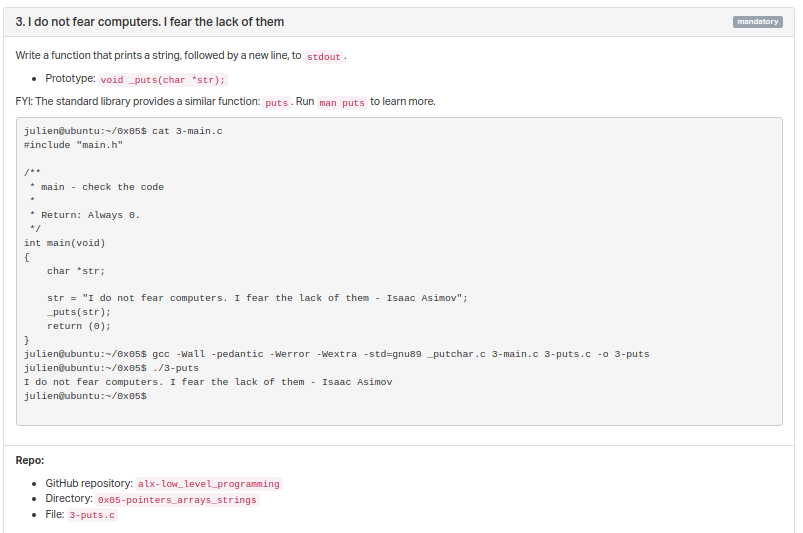 3. I do not fear computers. I fear the lack of them
mandatory
Write a function that prints a string, followed by a new line, to stdout.
Prototype: void _puts(char *str);
FYI: The standard library provides a similar function: puts. Run man puts to learn more.
julien@ubuntu:~/0x05$ cat 3-main.c
#include "main.h"
/**
 * main - check the code
 *
 * Return: Always 0.
 */
int main(void)
{
    char *str;
    str = "I do not fear computers. I fear the lack of them - Isaac Asimov";
    _puts(str);
    return (0);
}
julien@ubuntu:~/0x05$ gcc -Wall -pedantic -Werror -Wextra -std=gnu89 _putchar.c 3-main.c 3-puts.c -o 3-puts
julien@ubuntu:~/0x05$ ./3-puts
I do not fear computers. I fear the lack of them - Isaac Asimov
julien@ubuntu:~/0x05$
Repo:
GitHub repository: alx-low_level_programming
Directory: 0x05-pointers_arrays_strings
File: 3-puts.c